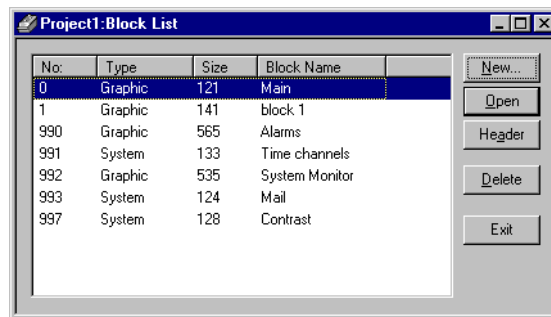 Project1:Block List
No: Type Size Block Name
0 Graphic 121 Main
1 Graphic 141 block 1
990 Graphic 565 Alarms
991 System 133 Time channels
992 Graphic 535 System Monitor
993 System 124 Mail
997 System 128 Contrast
New...
Open
Header
Delete
Exit